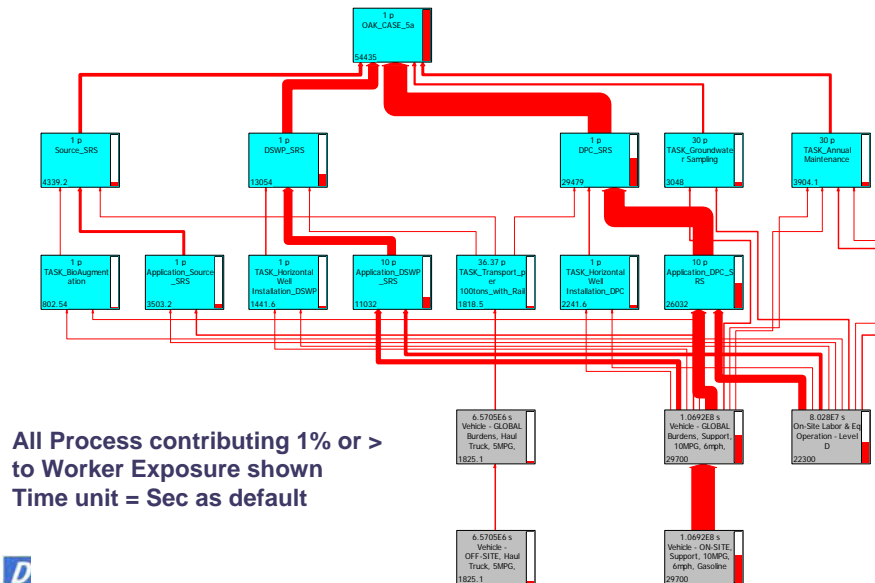 1 p
OAK_CASE_5a
54435
1 p
Source_SRS
4339.2
1 p
DSWP_SRS
13054
1 p
DPC_SRS
29479
30 p
TASK_Groundwate
r Sampling
3048
30 p
TASK_Annual
Maintenance
3904.1
1 p
TASK_BioAugment
ation
802.54
1 p
Application_Source
_SRS
3503.2
1 p
TASK_Horizontal
Well
Installation_DSWP
1441.6
10 p
Application_DSWP
_SRS
11032
36.37 p
TASK_Transport_p
er
100tons_with_Rail
1818.5
1 p
TASK_Horizontal
Well
Installation_DPC
2241.6
10 p
Application_DPC_S
RS
26032
6.5705E6 s
Vehicle - GLOBAL
Burdens, Haul
Truck, 5MPG,
1825.1
1.0692E8 s
Vehicle - GLOBAL
Burdens, Support,
10MPG, 6mph,
29700
8.028E7 s
On-Site Labor & Eq
Operation - Level
D
22300
All Process contributing 1% or >
to Worker Exposure shown
Time unit = Sec as default
6.5705E6 s
Vehicle -
OFF-SITE, Haul
Truck, 5MPG,
1825.1
1.0692E8 s
Vehicle - ON-SITE,
Support, 10MPG,
6mph, Gasoline
29700